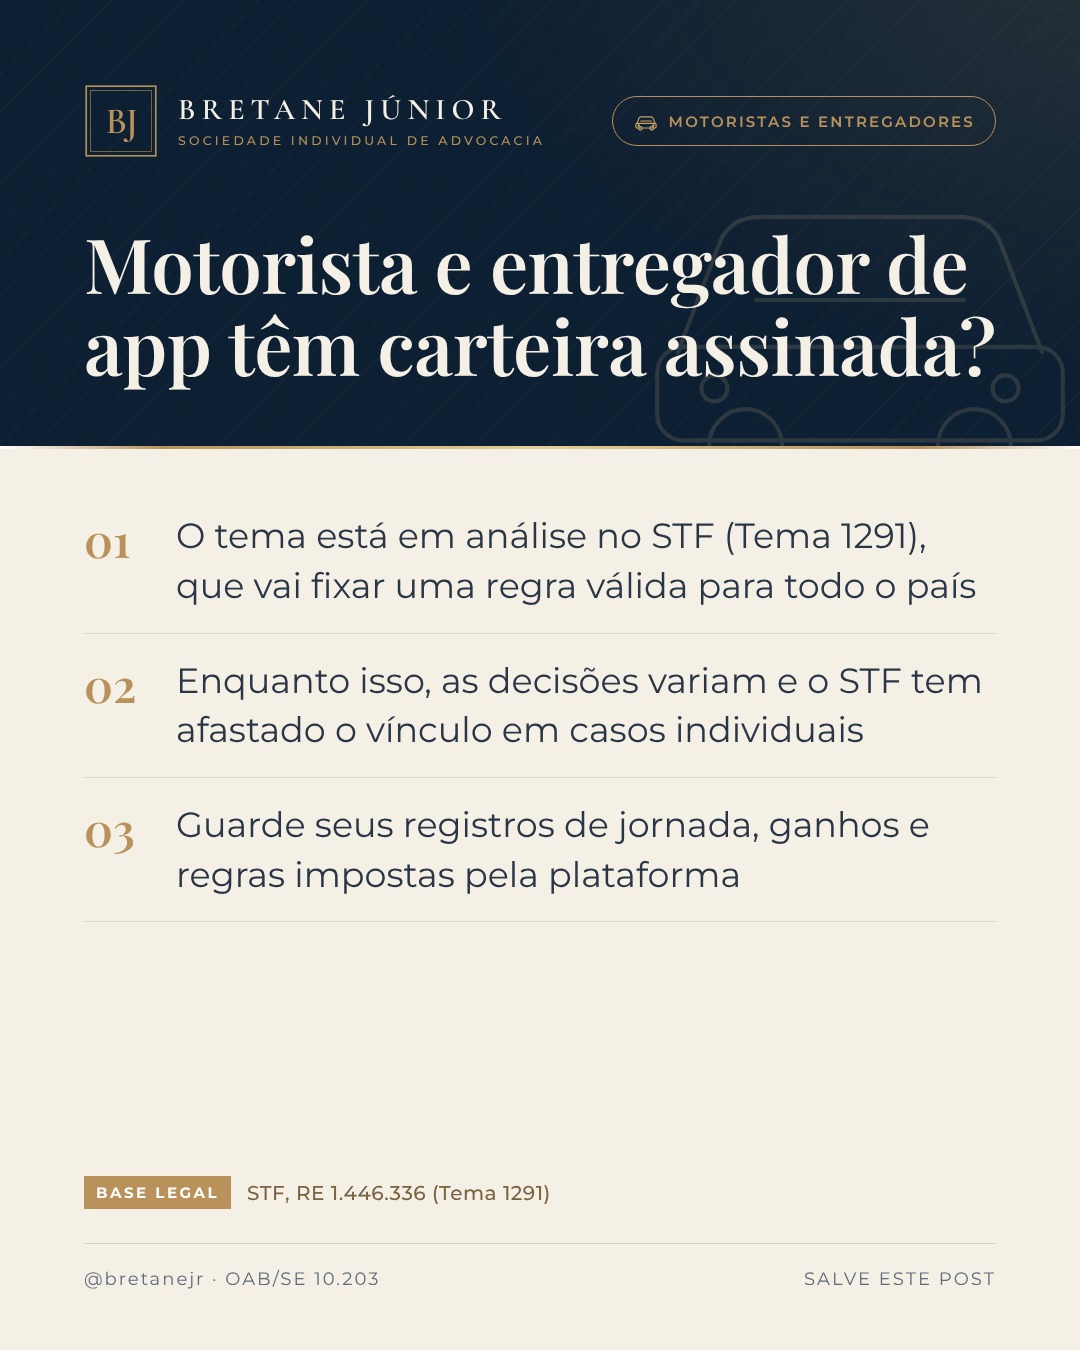 BJ
BRETANE JÚNIOR
SOCIEDADE INDIVIDUAL DE ADVOCACIA
MOTORISTAS E ENTREGADORES
Motorista e entregador de
app têm carteira assinada?
01
O tema está em análise no STF (Tema 1291),
que vai fixar uma regra válida para todo o país
02
Enquanto isso, as decisões variam e o STF tem
afastado o vínculo em casos individuais
03
Guarde seus registros de jornada, ganhos e
regras impostas pela plataforma
BASE LEGAL
STF, RE 1.446.336 (Tema 1291)
@bretanejr · OAB/SE 10.203
SALVE ESTE POST